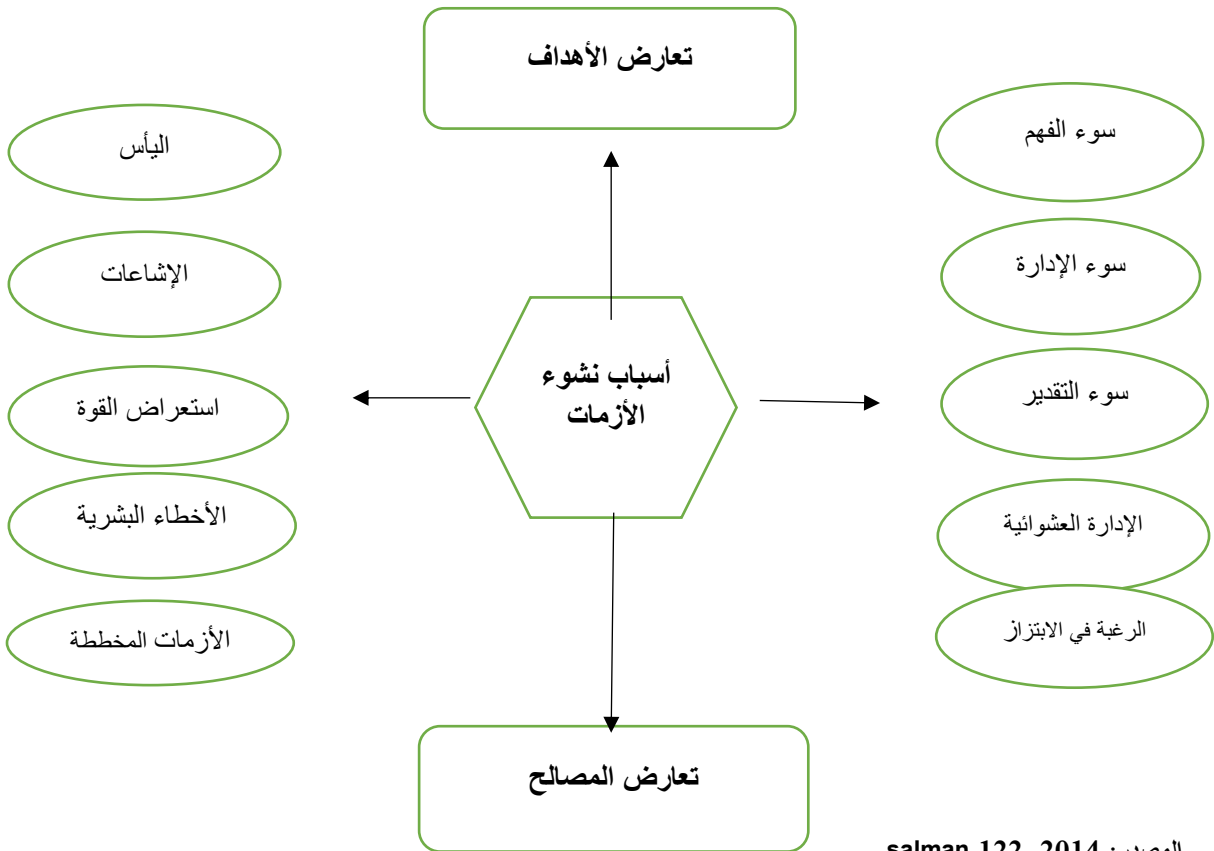 تعارض الأهداف
سوء الفهم
سوء الإدارة
سوء التقدير
الإدارة العشوائية
الرغبة في الابتزاز
أسباب نشوء
الأزمات
اليأس
الإشاعات
استعراض القوة
الأخطاء البشرية
الأزمات المخططة
تعارض المصالح
المصدر: salman 122, 2014